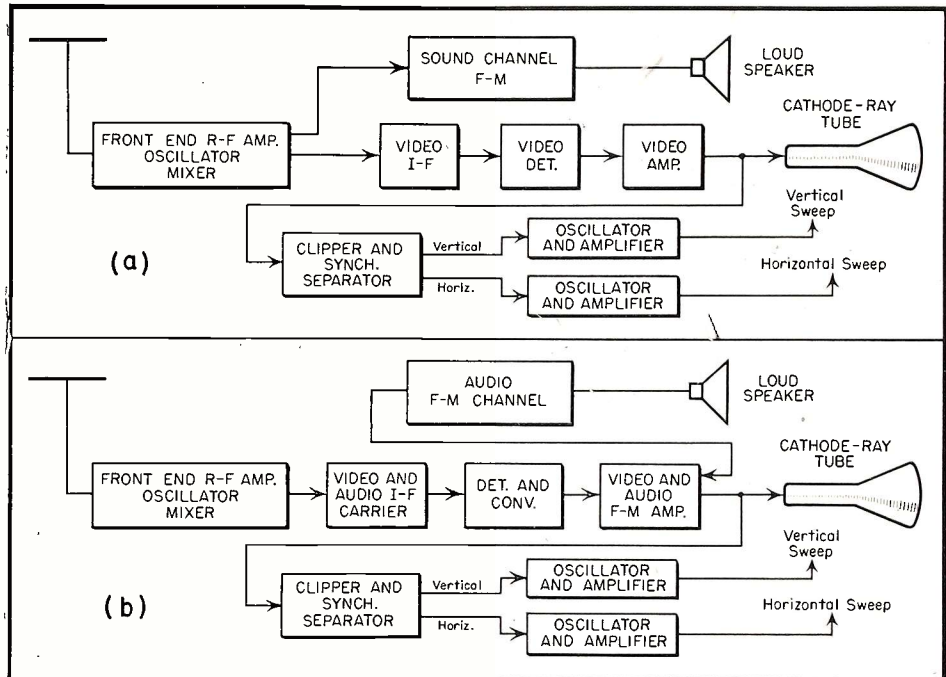 SOUND CHANNEL
F-M
LOUD
SPEAKER
CATHODE-RAY
TUBE
FRONT END R-F AMP.
OSCILLATOR
MIXER
VIDEO
I-F
VIDEO
DET.
VIDEO
AMP.
Vertical
Sweep
(a)
CLIPPER AND
SYNCH.
SEPARATOR
Vertical
Horiz.
OSCILLATOR
AND AMPLIFIER
Horizontal Sweep
OSCILLATOR
AND AMPLIFIER
AUDIO
F-M CHANNEL
LOUD
SPEAKER
CATHODE-RAY
TUBE
FRONT END R-F AMP.
OSCILLATOR
MIXER
VIDEO AND
AUDIO I-F
CARRIER
DET. AND
CONV.
VIDEO AND
AUDIO
F-M AMP.
Vertical
Sweep
(b)
CLIPPER AND
SYNCH.
SEPARATOR
Vertical
Horiz.
OSCILLATOR
AND AMPLIFIER
Horizontal Sweep
OSCILLATOR
AND AMPLIFIER